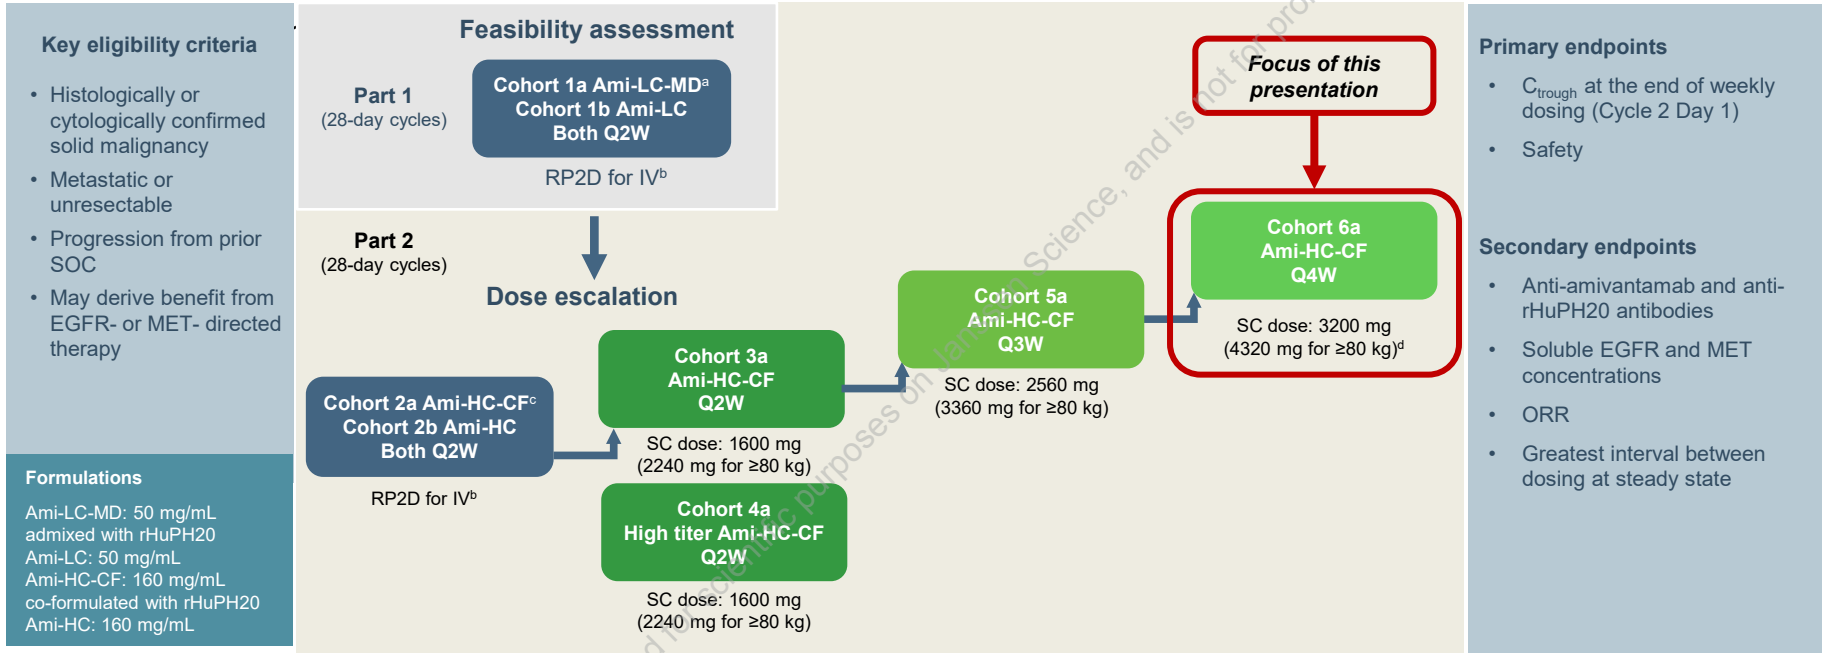 Key eligibility criteria
• Histologically or
cytologically confirmed
solid malignancy
• Metastatic or
unresectable
• Progression from prior
SOC
• May derive benefit from
EGFR- or MET- directed
therapy
Formulations
Ami-LC-MD: 50 mg/mL
admixed with rHuPH20
Ami-LC: 50 mg/mL
Ami-HC-CF: 160 mg/mL
co-formulated with rHuPH20
Ami-HC: 160 mg/mL
Feasibility assessment
Part 1
(28-day cycles)
Cohort 1a Ami-LC-MDᵃ
Cohort 1b Ami-LC
Both Q2W
RP2D for IVᵇ
Part 2
(28-day cycles)
Dose escalation
Cohort 2a Ami-HC-CFᶜ
Cohort 2b Ami-HC
Both Q2W
RP2D for IVᵇ
Cohort 3a
Ami-HC-CF
Q2W
SC dose: 1600 mg
(2240 mg for ≥80 kg)
Cohort 4a
High titer Ami-HC-CF
Q2W
SC dose: 1600 mg
(2240 mg for ≥80 kg)
Cohort 5a
Ami-HC-CF
Q3W
SC dose: 2560 mg
(3360 mg for ≥80 kg)
Focus of this
presentation
Cohort 6a
Ami-HC-CF
Q4W
SC dose: 3200 mg
(4320 mg for ≥80 kg)ᵈ
Primary endpoints
• Ctrough at the end of weekly
dosing (Cycle 2 Day 1)
• Safety
Secondary endpoints
• Anti-amivantamab and anti-
rHuPH20 antibodies
• Soluble EGFR and MET
concentrations
• ORR
• Greatest interval between
dosing at steady state
for scientific purposes on Janssen Science, and is not for